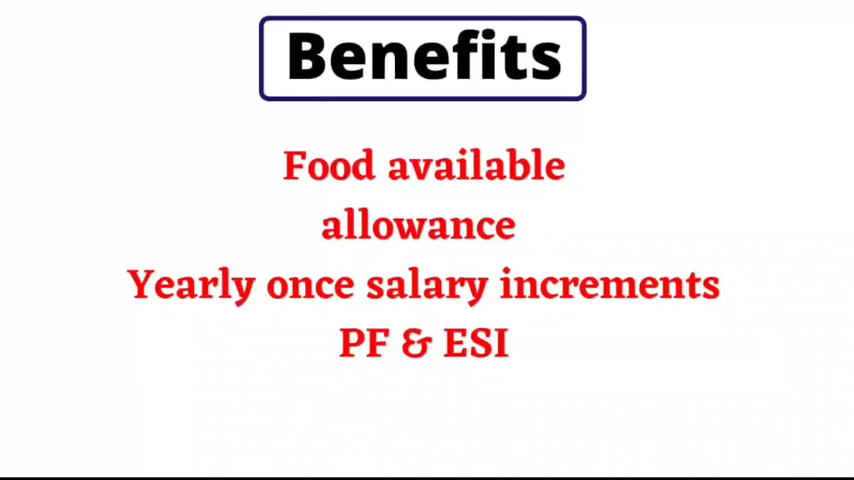 Benefits
Food available
allowance
Yearly once salary increments
PF & ESI